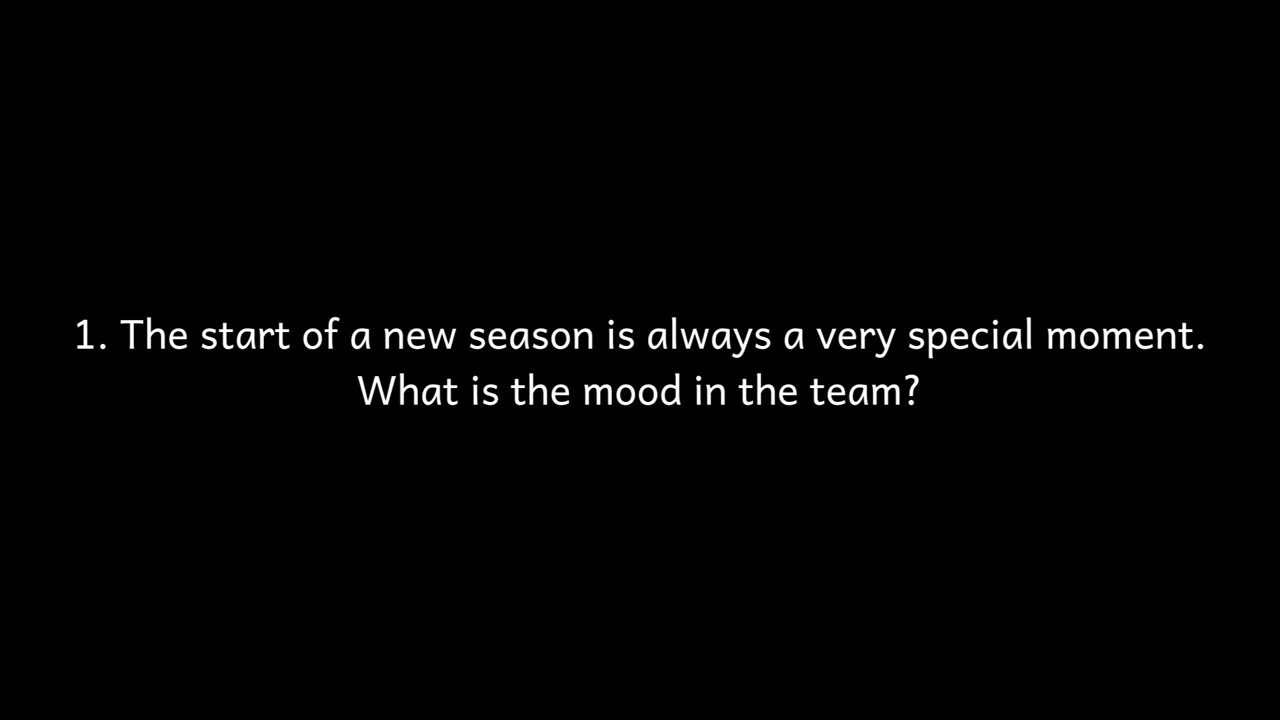 1. The start of a new season is always a very special moment.
What is the mood in the team?